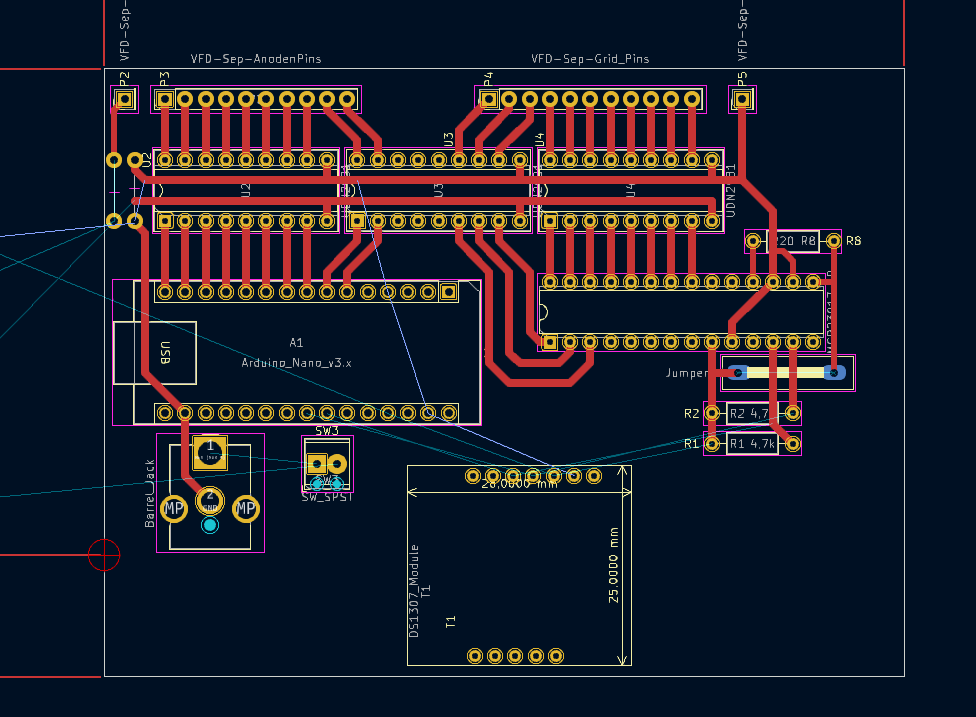 VFD-Sep-
VFD-Sep-
VFD-Sep-AnodenPins
VFD-Sep-Grid_Pins
P2
P3
P4
P5
U2
U3
U4
U2
U3
U4
R8
R8
USB
A1
Arduino_Nano_v3.x
Jumper
R2
R2 4,7
R1
R1 4,7k
SW3
SW_SPST
1
2
GND
MP
MP
Barrel_Jack
28,0000 mm
25,0000 mm
DS1307_Module
T1
T1